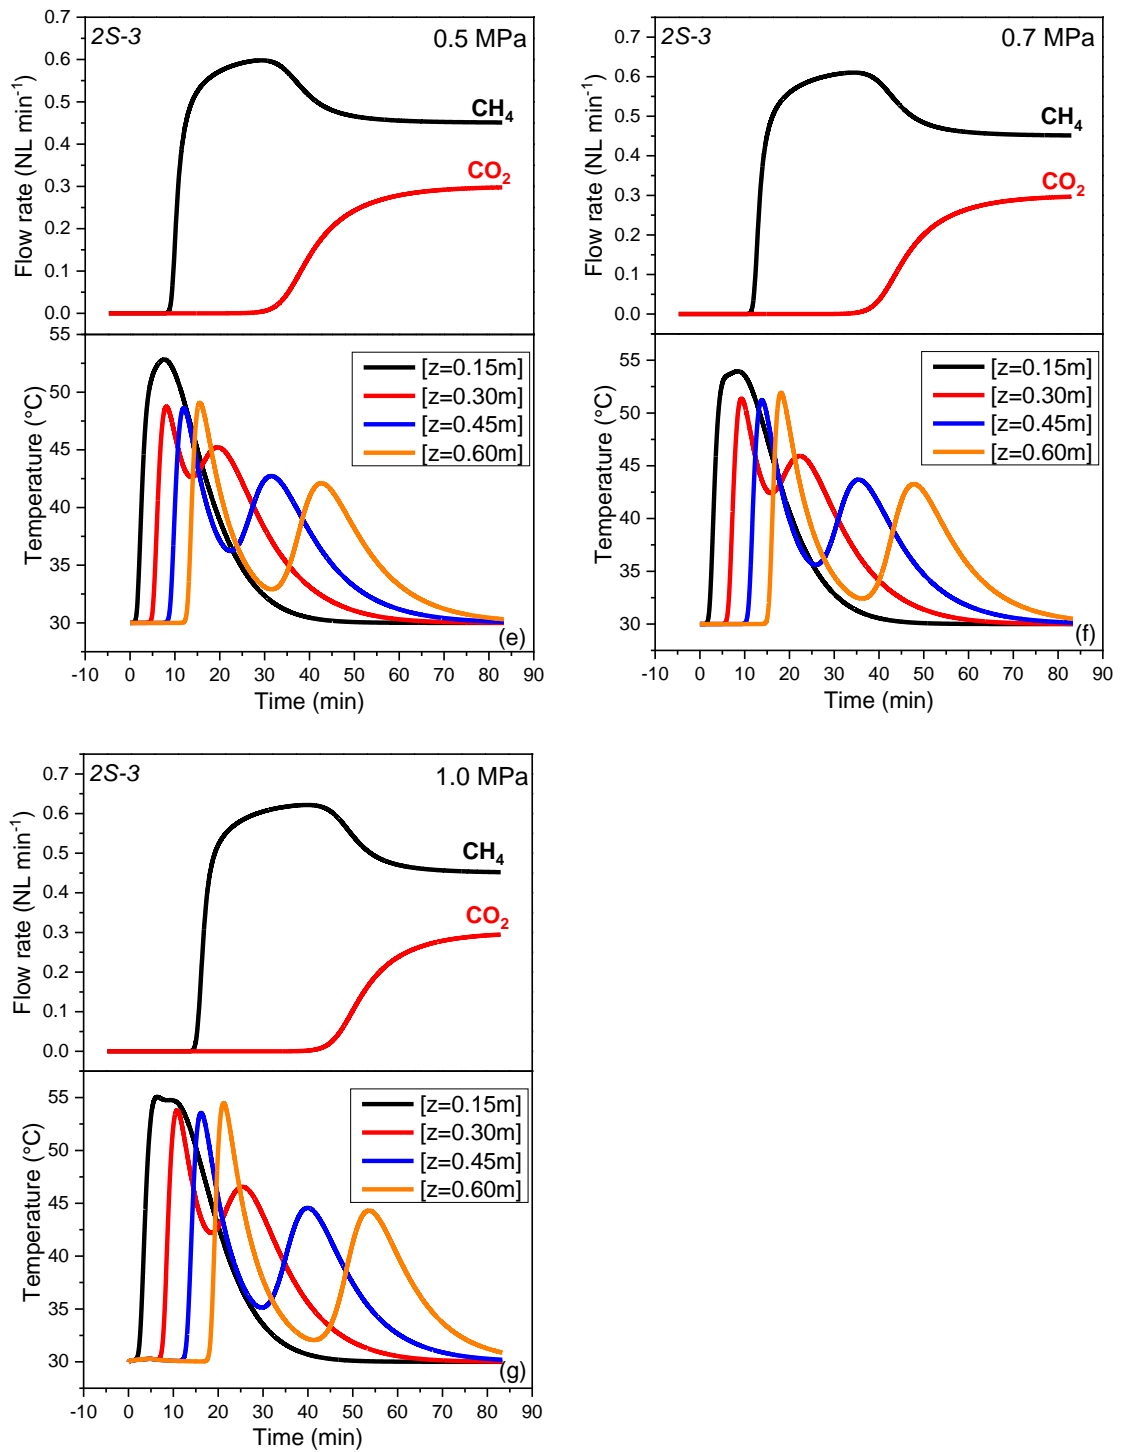 2S-3
0.5 MPa
Flow rate (NL min-1)
0.7
0.6
0.5
0.4
0.3
0.2
0.1
0.0
CH4
CO2
Temperature (°C)
55
50
45
40
35
30
[z=0.15m]
[z=0.30m]
[z=0.45m]
[z=0.60m]
(e)
-10 0 10 20 30 40 50 60 70 80 90
Time (min)
2S-3
0.7 MPa
Flow rate (NL min-1)
0.7
0.6
0.5
0.4
0.3
0.2
0.1
0.0
CH4
CO2
Temperature (°C)
55
50
45
40
35
30
[z=0.15m]
[z=0.30m]
[z=0.45m]
[z=0.60m]
(f)
-10 0 10 20 30 40 50 60 70 80 90
Time (min)
2S-3
1.0 MPa
Flow rate (NL min-1)
0.7
0.6
0.5
0.4
0.3
0.2
0.1
0.0
CH4
CO2
Temperature (°C)
55
50
45
40
35
30
[z=0.15m]
[z=0.30m]
[z=0.45m]
[z=0.60m]
(g)
-10 0 10 20 30 40 50 60 70 80 90
Time (min)